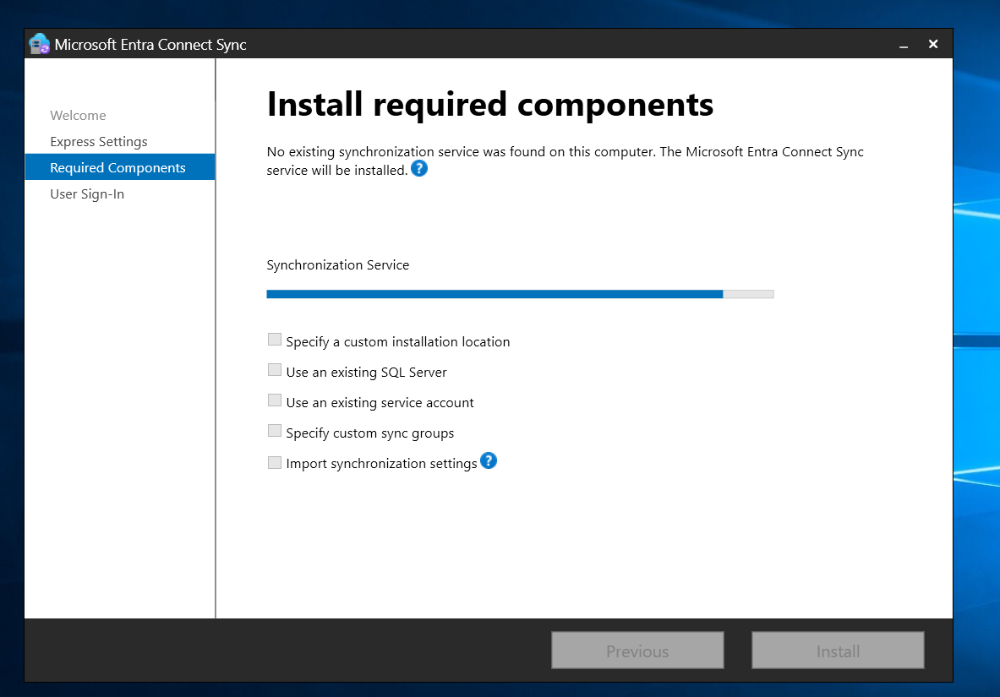 Microsoft Entra Connect Sync
Welcome
Express Settings
Required Components
User Sign-In
Install required components
No existing synchronization service was found on this computer. The Microsoft Entra Connect Sync
service will be installed. ?
Synchronization Service
Specify a custom installation location
Use an existing SQL Server
Use an existing service account
Specify custom sync groups
Import synchronization settings ?
Previous
Install